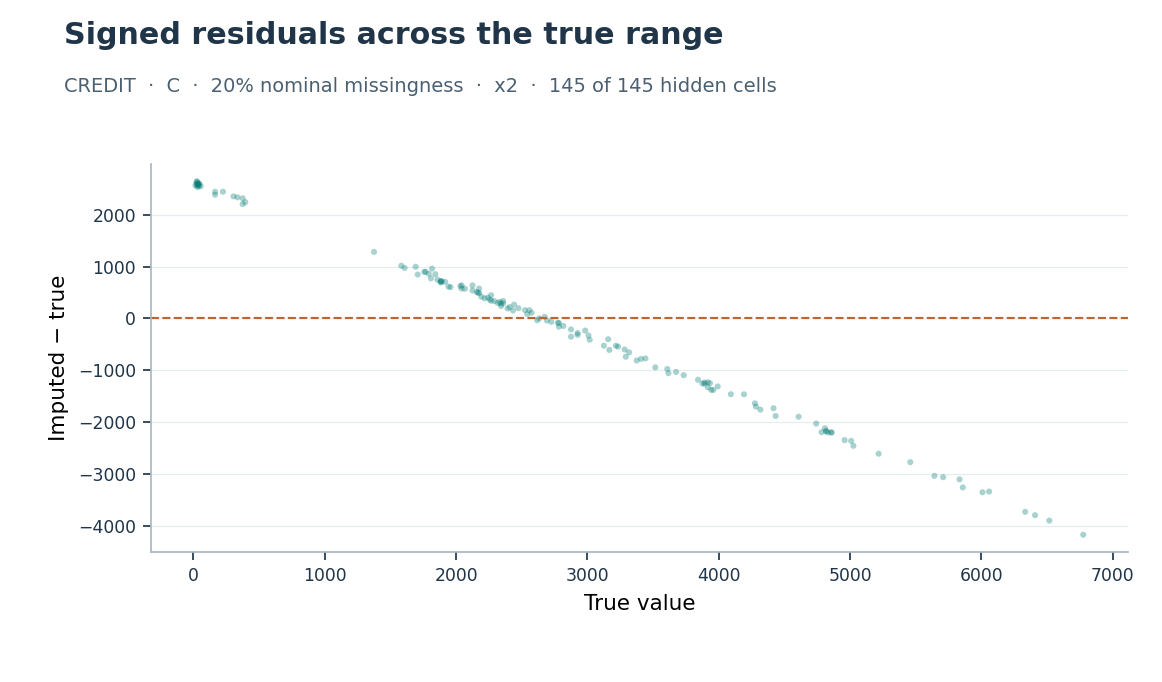 Signed residuals across the true range
CREDIT · C · 20% nominal missingness · x2 · 145 of 145 hidden cells
Imputed − true
2000
1000
0
−1000
−2000
−3000
−4000
0 1000 2000 3000 4000 5000 6000 7000
True value